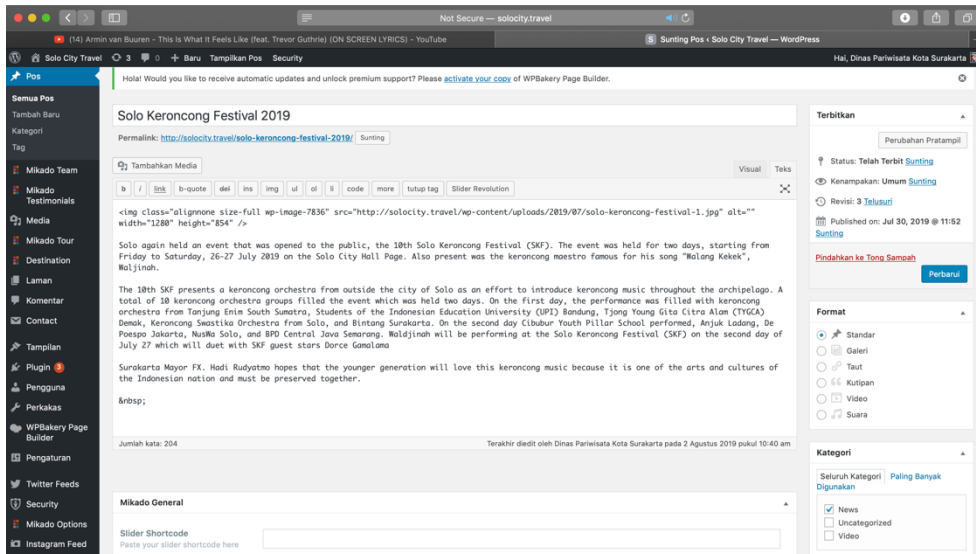 Not Secure — solocity.travel
(14) Armin van Buuren - This Is What It Feels Like (feat. Trevor Guthrie) (ON SCREEN LYRICS) - YouTube
S Sunting Pos ‹ Solo City Travel — WordPress
Solo City Travel 3 0 + Baru Tampilkan Pos Security
Hai, Dinas Pariwisata Kota Surakarta
Pos
Semua Pos
Tambah Baru
Kategori
Tag
Mikado Team
Mikado
Testimonials
Media
Mikado Tour
Destination
Laman
Komentar
Contact
Tampilan
Plugin 3
Pengguna
Perkakas
WPBakery Page
Builder
Pengaturan
Twitter Feeds
Security
Mikado Options
Instagram Feed
Hola! Would you like to receive automatic updates and unlock premium support? Please activate your copy of WPBakery Page Builder.
Solo Keroncong Festival 2019
Permalink: http://solocity.travel/solo-keroncong-festival-2019/ Sunting
Tambahkan Media
Visual Teks
b i link b-quote del ins img ul ol li code more tutup tag Slider Revolution
<img class="alignnone size-full wp-image-7836" src="http://solocity.travel/wp-content/uploads/2019/07/solo-keroncong-festival-1.jpg" alt=""
width="1280" height="854" />
Solo again held an event that was opened to the public, the 10th Solo Keroncong Festival (SKF). The event was held for two days, starting from
Friday to Saturday, 26-27 July 2019 on the Solo City Hall Page. Also present was the keroncong maestro famous for his song "Walang Kekek",
Waljinah.
The 10th SKF presents a keroncong orchestra from outside the city of Solo as an effort to introduce keroncong music throughout the archipelago. A
total of 10 keroncong orchestra groups filled the event which was held two days. On the first day, the performance was filled with keroncong
orchestra from Tanjung Enim South Sumatra, Students of the Indonesian Education University (UPI) Bandung, Tjong Young Gita Citra Alam (TYGCA)
Demak, Keroncong Swastika Orchestra from Solo, and Bintang Surakarta. On the second day Cibubur Youth Pillar School performed, Anjuk Ladang, De
Poespo Jakarta, NusWa Solo, and BPD Central Java Semarang. Waldjinah will be performing at the Solo Keroncong Festival (SKF) on the second day of
July 27 which will duet with SKF guest stars Dorce Gamalama
Surakarta Mayor FX. Hadi Rudyatmo hopes that the younger generation will love this keroncong music because it is one of the arts and cultures of
the Indonesian nation and must be preserved together.
&nbsp;
Jumlah kata: 204
Terakhir diedit oleh Dinas Pariwisata Kota Surakarta pada 2 Agustus 2019 pukul 10:40 am
Mikado General
Slider Shortcode
Paste your slider shortcode here
Terbitkan
Perubahan Pratampil
Status: Telah Terbit Sunting
Kenampakan: Umum Sunting
Revisi: 3 Telusuri
Published on: Jul 30, 2019 @ 11:52
Sunting
Pindahkan ke Tong Sampah
Perbarui
Format
Standar
Galeri
Taut
Kutipan
Video
Suara
Kategori
Seluruh Kategori Paling Banyak
Digunakan
News
Uncategorized
Video